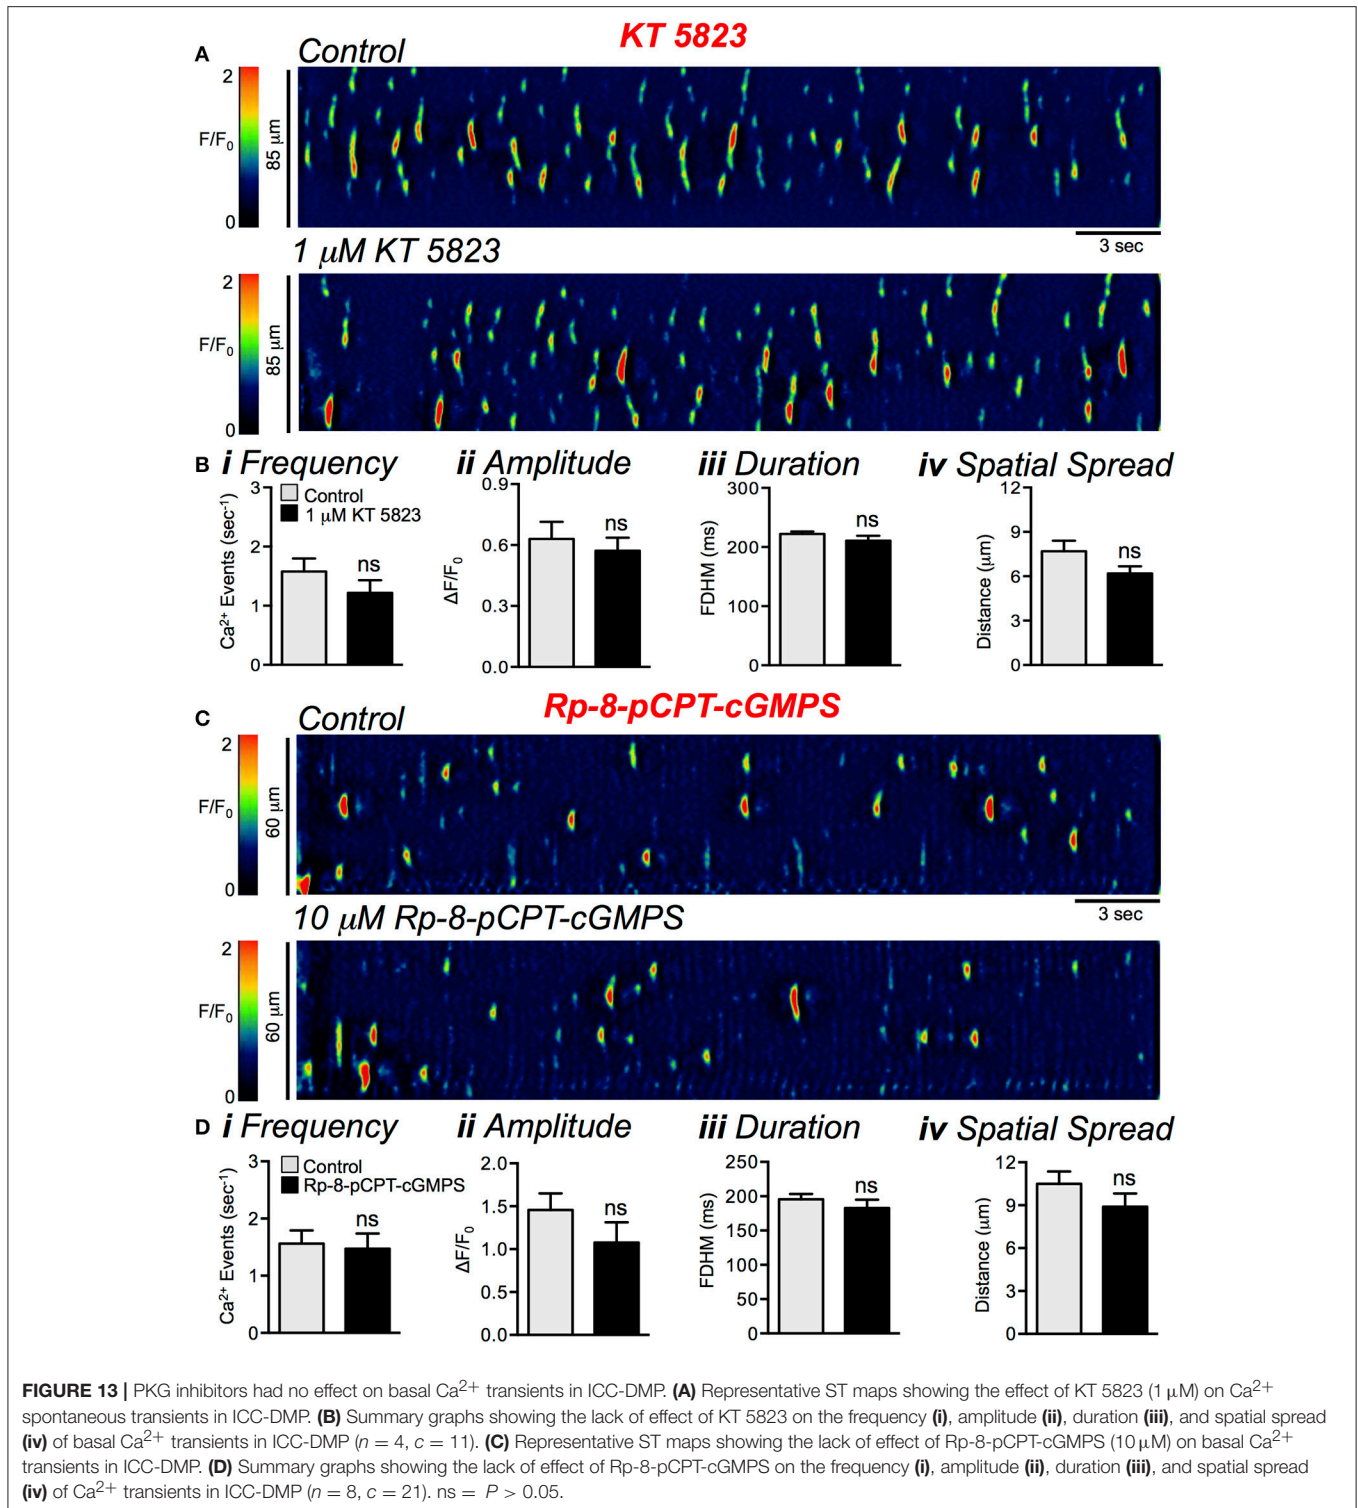 KT 5823
A Control
2
F/F0
85 μm
0
3 sec
1 μM KT 5823
2
F/F0
85 μm
0
B i Frequency ii Amplitude iii Duration iv Spatial Spread
Ca2+ Events (sec-1)
3
2
1
0
Control
1 μM KT 5823
ns
ΔF/F0
0.9
0.6
0.3
0.0
ns
FDHM (ms)
300
200
100
0
ns
Distance (μm)
12
9
6
3
0
ns
Rp-8-pCPT-cGMPS
C Control
2
F/F0
60 μm
0
3 sec
10 μM Rp-8-pCPT-cGMPS
2
F/F0
60 μm
0
D i Frequency ii Amplitude iii Duration iv Spatial Spread
Ca2+ Events (sec-1)
3
2
1
0
Control
Rp-8-pCPT-cGMPS
ns
ΔF/F0
2.0
1.5
1.0
0.5
0.0
ns
FDHM (ms)
250
200
150
100
50
0
ns
Distance (μm)
12
9
6
3
0
ns
FIGURE 13 | PKG inhibitors had no effect on basal Ca2+ transients in ICC-DMP. (A) Representative ST maps showing the effect of KT 5823 (1 μM) on Ca2+
spontaneous transients in ICC-DMP. (B) Summary graphs showing the lack of effect of KT 5823 on the frequency (i), amplitude (ii), duration (iii), and spatial spread
(iv) of basal Ca2+ transients in ICC-DMP (n = 4, c = 11). (C) Representative ST maps showing the lack of effect of Rp-8-pCPT-cGMPS (10 μM) on basal Ca2+
transients in ICC-DMP. (D) Summary graphs showing the lack of effect of Rp-8-pCPT-cGMPS on the frequency (i), amplitude (ii), duration (iii), and spatial spread
(iv) of Ca2+ transients in ICC-DMP (n = 8, c = 21). ns = P > 0.05.